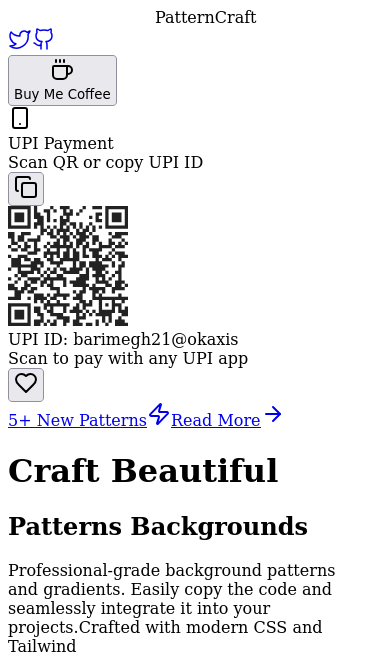 PatternCraft
Buy Me Coffee
UPI Payment
Scan QR or copy UPI ID
UPI ID: barimegh21@okaxis
Scan to pay with any UPI app
5+ New Patterns Read More
Craft Beautiful
Patterns Backgrounds
Professional-grade background patterns
and gradients. Easily copy the code and
seamlessly integrate it into your
projects.Crafted with modern CSS and
Tailwind